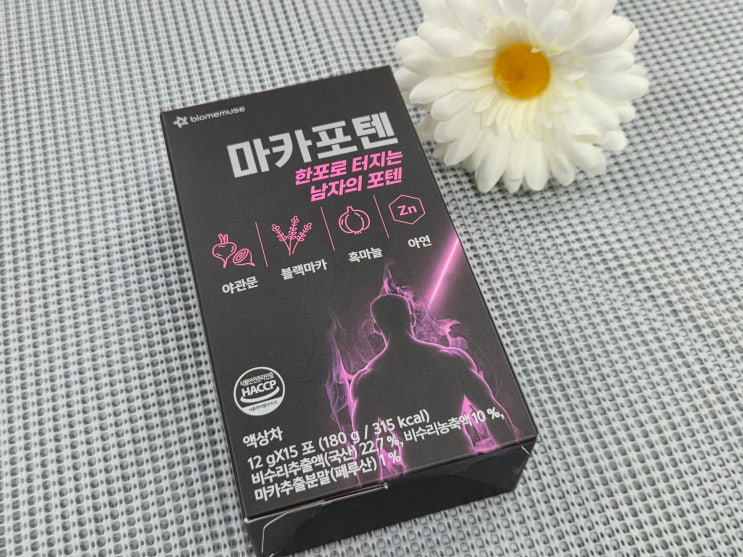 biomemuse
마카포텐
한포로 터지는
남자의 포텐
Zn
야관문 블랙마카 흑마늘 아연
HACCP
액상차
12 gX15 포 (180 g / 315 kcal)
비수리추출액(국산) 22.7 %, 비수리농축액 10 %,
마카추출분말(페루산) 1 %